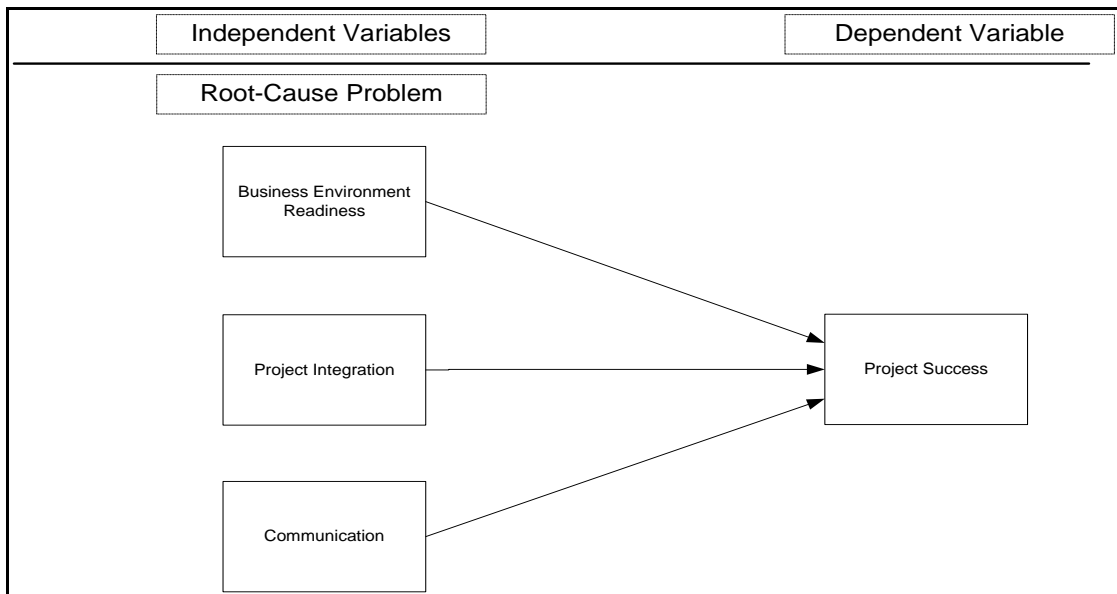 Independent Variables
Dependent Variable
Root-Cause Problem
Business Environment
Readiness
Project Integration
Project Success
Communication